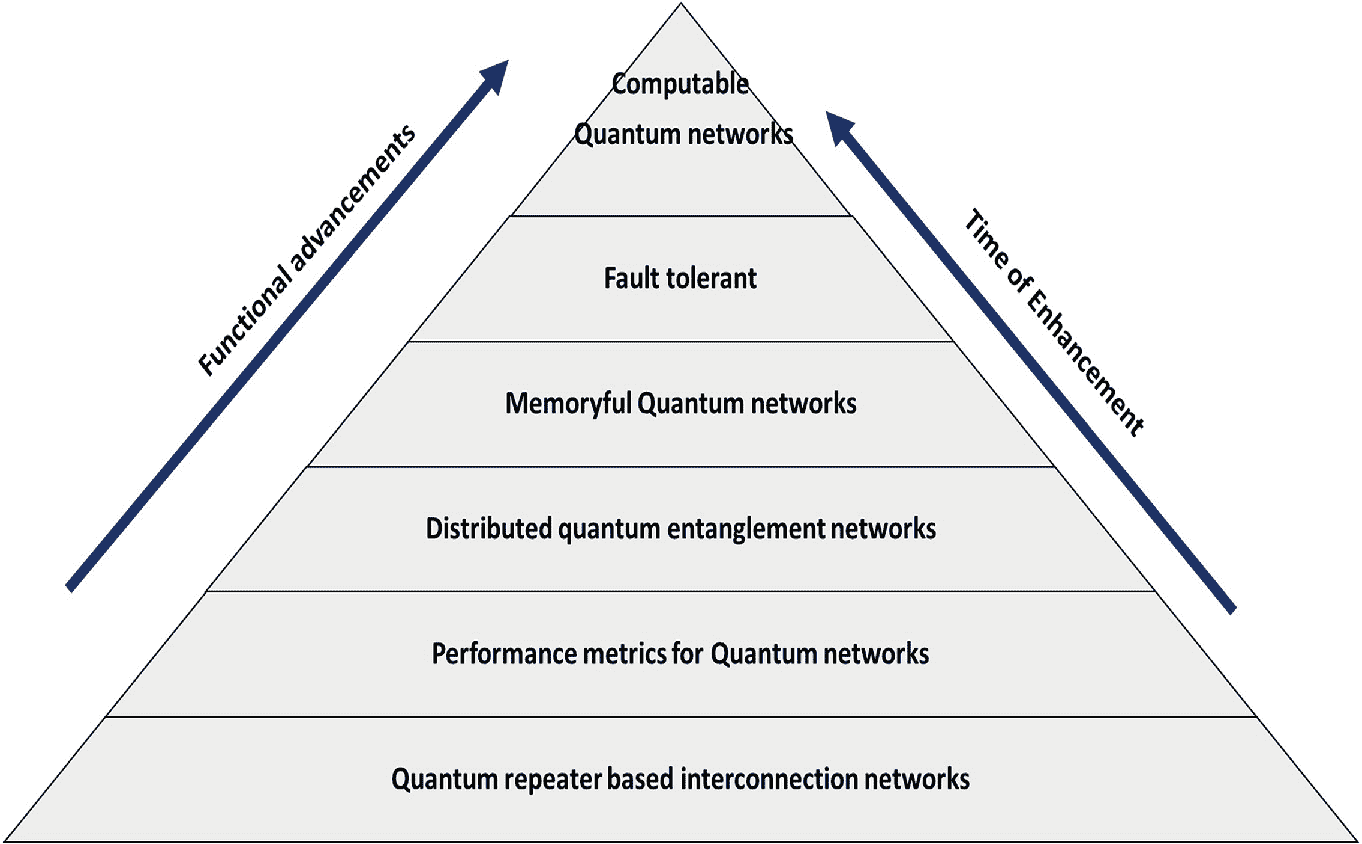 Computable
Quantum networks
Functional advancements
Time of Enhancement
Fault tolerant
Memoryful Quantum networks
Distributed quantum entanglement networks
Performance metrics for Quantum networks
Quantum repeater based interconnection networks